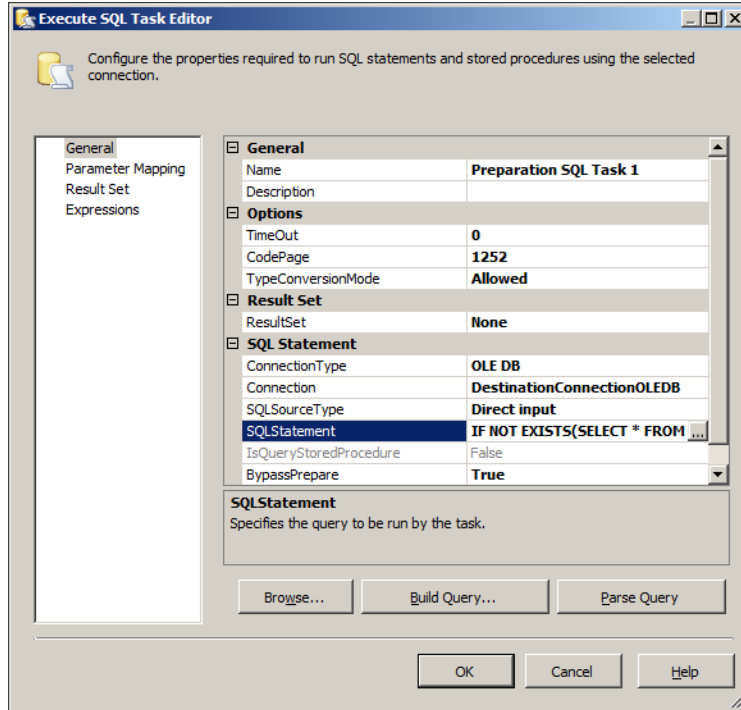 Execute SQL Task Editor
Configure the properties required to run SQL statements and stored procedures using the selected
connection.
General
Parameter Mapping
Result Set
Expressions
General
Name Preparation SQL Task 1
Description
Options
TimeOut 0
CodePage 1252
TypeConversionMode Allowed
Result Set
ResultSet None
SQL Statement
ConnectionType OLE DB
Connection DestinationConnectionOLEDB
SQLSourceType Direct input
SQLStatement IF NOT EXISTS(SELECT * FROM ...
IsQueryStoredProcedure False
BypassPrepare True
SQLStatement
Specifies the query to be run by the task.
Browse... Build Query... Parse Query
OK Cancel Help